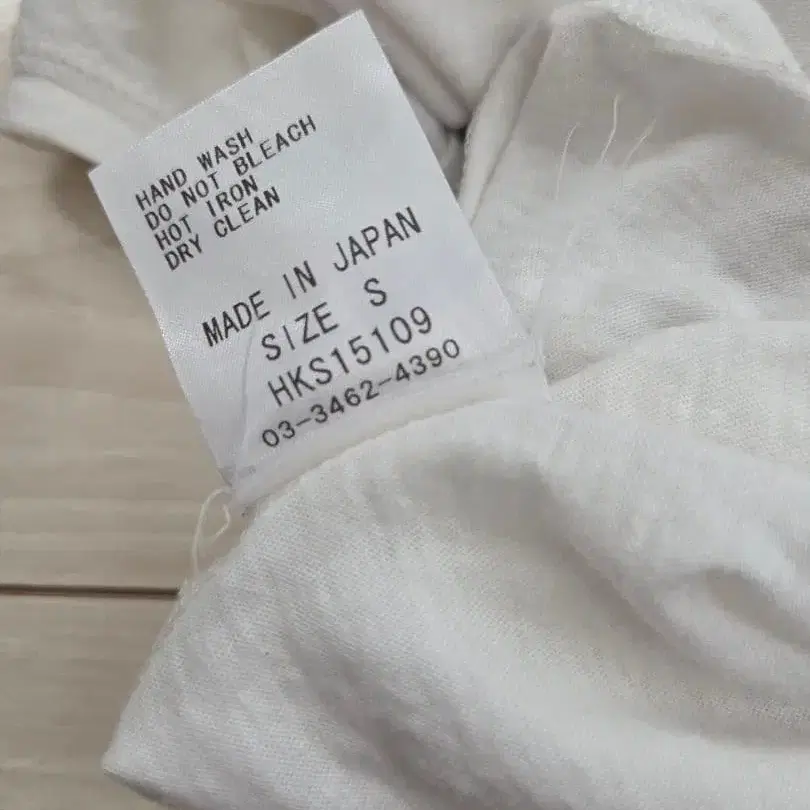 HAND WASH
DO NOT BLEACH
HOT IRON
DRY CLEAN
MADE IN JAPAN
SIZE S
HKS15109
03-3462-4390